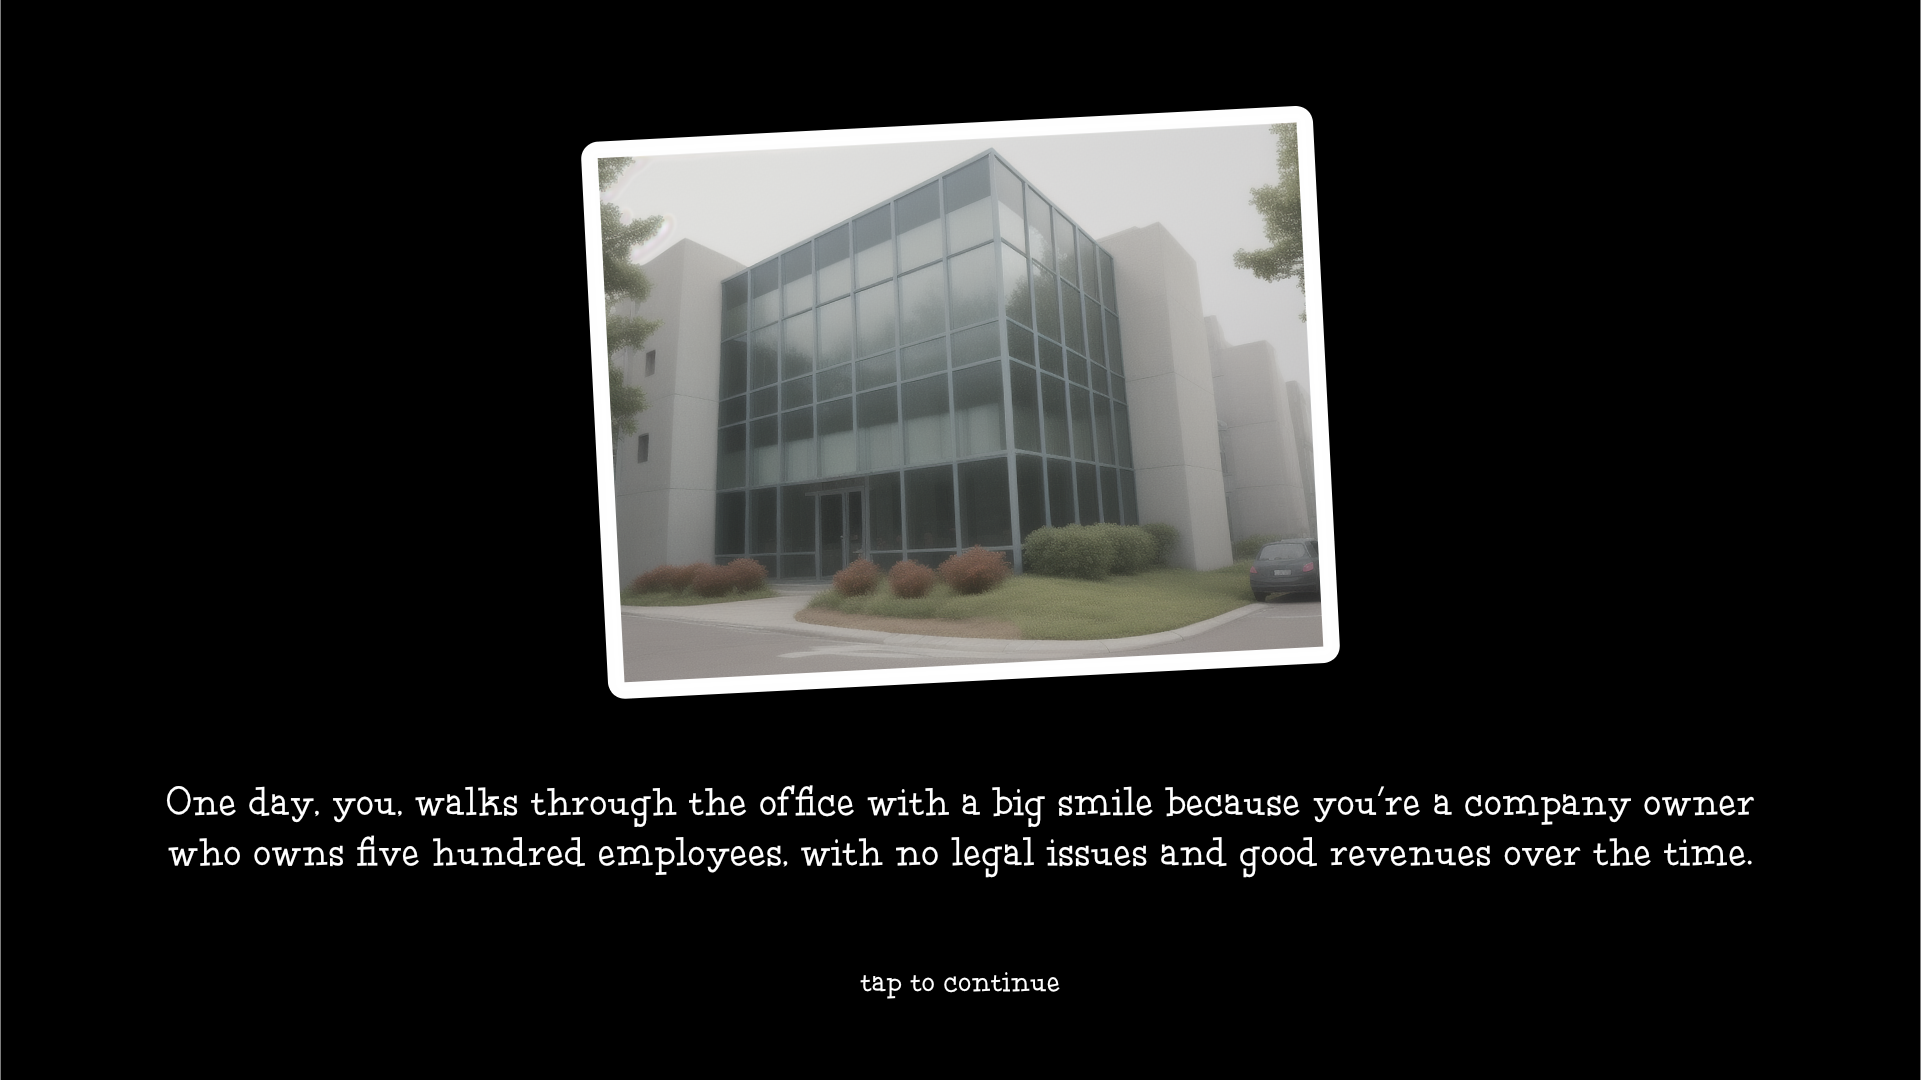 One day, you, walks through the office with a big smile because you're a company owner
who owns five hundred employees, with no legal issues and good revenues over the time.
tap to continue